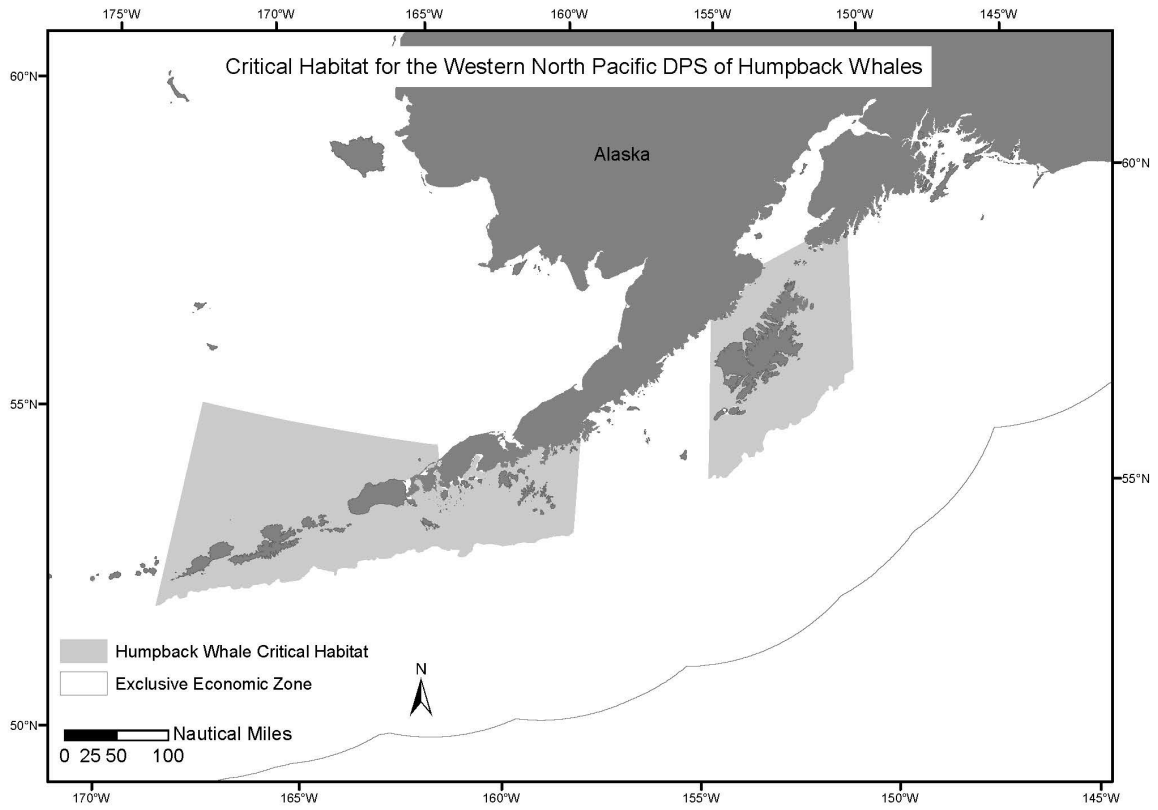 175°W 170°W 165°W 160°W 155°W 150°W 145°W
Critical Habitat for the Western North Pacific DPS of Humpback Whales
60°N
Alaska
60°N
55°N
55°N
Humpback Whale Critical Habitat
Exclusive Economic Zone
N
50°N
Nautical Miles
0 25 50 100
170°W 165°W 160°W 155°W 150°W 145°W